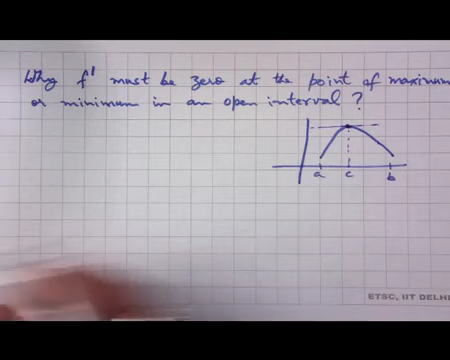 Why f' must be zero at the point of maximum
or minimum in an open interval ?
a c b
ETSC, IIT DELHI